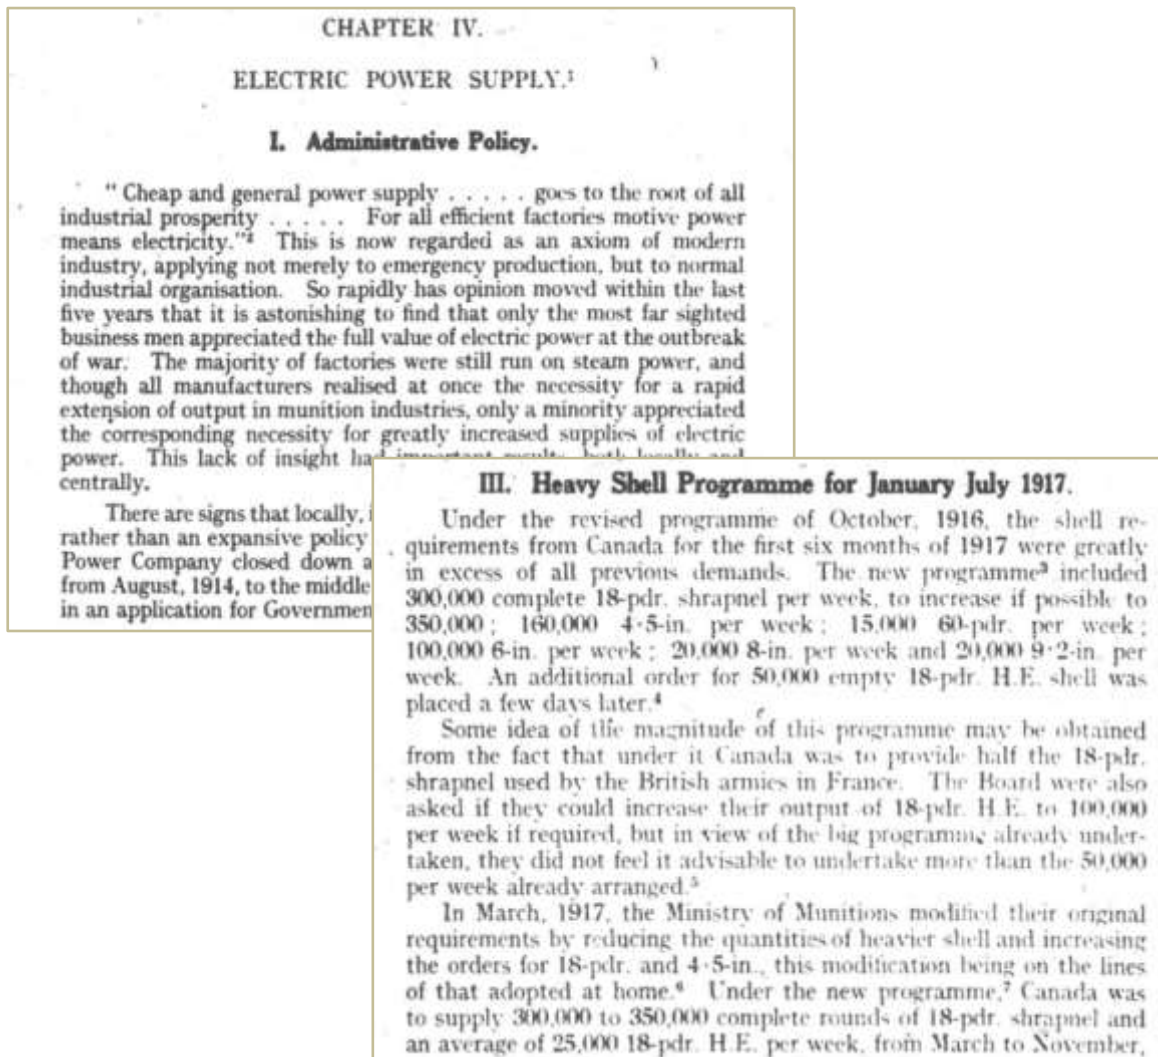 CHAPTER IV.
ELECTRIC POWER SUPPLY.¹
I. Administrative Policy.
" Cheap and general power supply . . . . . goes to the root of all
industrial prosperity . . . . . For all efficient factories motive power
means electricity."² This is now regarded as an axiom of modern
industry, applying not merely to emergency production, but to normal
industrial organisation. So rapidly has opinion moved within the last
five years that it is astonishing to find that only the most far sighted
business men appreciated the full value of electric power at the outbreak
of war. The majority of factories were still run on steam power, and
though all manufacturers realised at once the necessity for a rapid
extension of output in munition industries, only a minority appreciated
the corresponding necessity for greatly increased supplies of electric
power. This lack of insight had important results, both locally and
centrally.
There are signs that locally,
rather than an expansive policy
Power Company closed down a
from August, 1914, to the middle
in an application for Governmen
III. Heavy Shell Programme for January July 1917.
Under the revised programme of October, 1916, the shell re-
quirements from Canada for the first six months of 1917 were greatly
in excess of all previous demands. The new programme³ included
300,000 complete 18-pdr. shrapnel per week, to increase if possible to
350,000 ; 160,000 4·5-in. per week ; 15,000 60-pdr. per week ;
100,000 6-in. per week ; 20,000 8-in. per week and 20,000 9·2-in. per
week. An additional order for 50,000 empty 18-pdr. H.E. shell was
placed a few days later.⁴
Some idea of the magnitude of this programme may be obtained
from the fact that under it Canada was to provide half the 18-pdr.
shrapnel used by the British armies in France. The Board were also
asked if they could increase their output of 18-pdr. H.E. to 100,000
per week if required, but in view of the big programme already under-
taken, they did not feel it advisable to undertake more than the 50,000
per week already arranged.⁵
In March, 1917, the Ministry of Munitions modified their original
requirements by reducing the quantities of heavier shell and increasing
the orders for 18-pdr. and 4·5-in., this modification being on the lines
of that adopted at home.⁶ Under the new programme,⁷ Canada was
to supply 300,000 to 350,000 complete rounds of 18-pdr. shrapnel and
an average of 25,000 18-pdr. H.E. per week, from March to November,